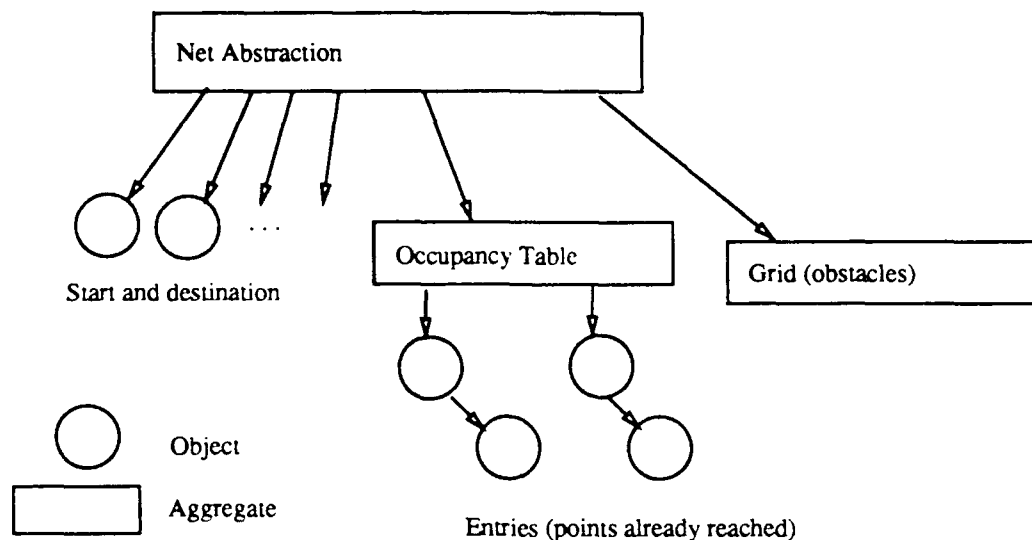 Net Abstraction
. . .
Occupancy Table
Grid (obstacles)
Start and destination
Object
Aggregate
Entries (points already reached)